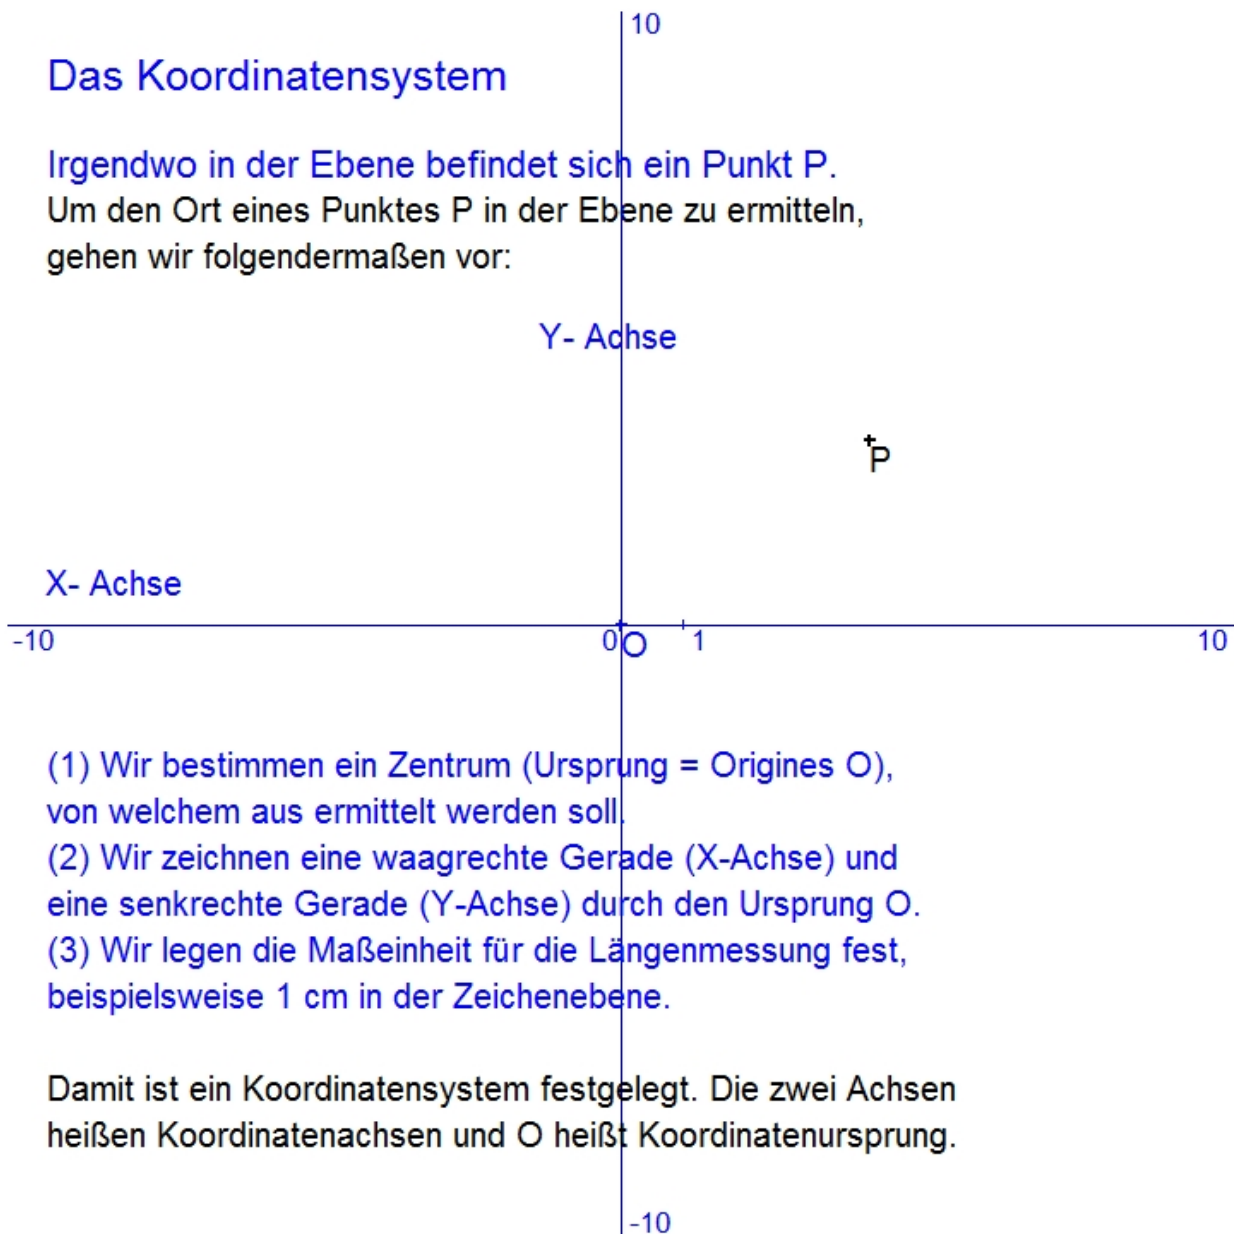 10
Das Koordinatensystem
Irgendwo in der Ebene befindet sich ein Punkt P.
Um den Ort eines Punktes P in der Ebene zu ermitteln,
gehen wir folgendermaßen vor:
Y- Achse
P
X- Achse
-10 0 O 1 10
(1) Wir bestimmen ein Zentrum (Ursprung = Origines O),
von welchem aus ermittelt werden soll.
(2) Wir zeichnen eine waagrechte Gerade (X-Achse) und
eine senkrechte Gerade (Y-Achse) durch den Ursprung O.
(3) Wir legen die Maßeinheit für die Längenmessung fest,
beispielsweise 1 cm in der Zeichenebene.
Damit ist ein Koordinatensystem festgelegt. Die zwei Achsen
heißen Koordinatenachsen und O heißt Koordinatenursprung.
-10